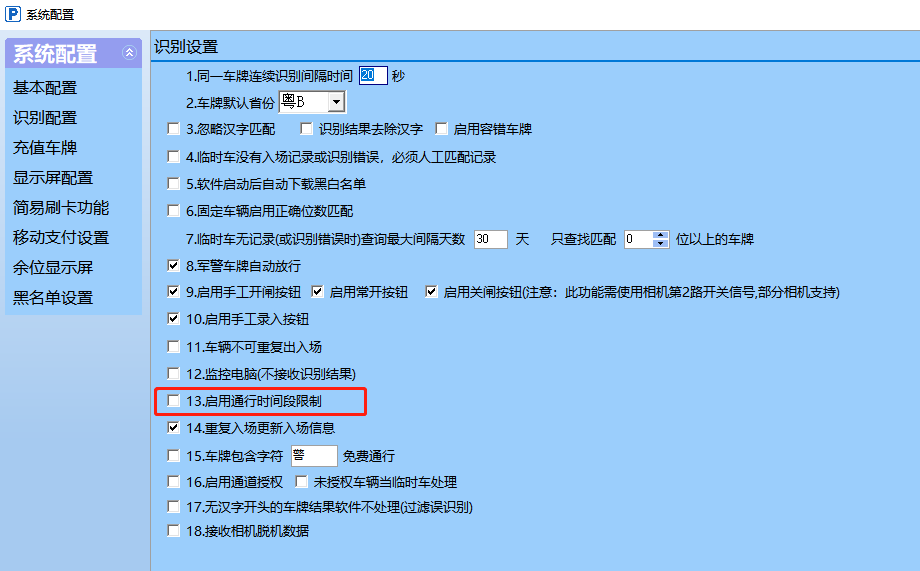 系统配置
系统配置
基本配置
识别配置
充值车牌
显示屏配置
简易刷卡功能
移动支付设置
余位显示屏
黑名单设置
识别设置
1.同一车牌连续识别间隔时间 20 秒
2.车牌默认省份 粤B
3.忽略汉字匹配 识别结果去除汉字 启用容错车牌
4.临时车没有入场记录或识别错误，必须人工匹配记录
5.软件启动后自动下载黑白名单
6.固定车辆启用正确位数匹配
7.临时车无记录(或识别错误时)查询最大间隔天数 30 天 只查找匹配 0 位以上的车牌
8.军警车牌自动放行
9.启用手工开闸按钮 启用常开按钮 启用关闸按钮(注意：此功能需使用相机第2路开关信号,部分相机支持)
10.启用手工录入按钮
11.车辆不可重复出入场
12.监控电脑(不接收识别结果)
13.启用通行时间段限制
14.重复入场更新入场信息
15.车牌包含字符 警 免费通行
16.启用通道授权 未授权车辆当临时车处理
17.无汉字开头的车牌结果软件不处理(过滤误识别)
18.接收相机脱机数据